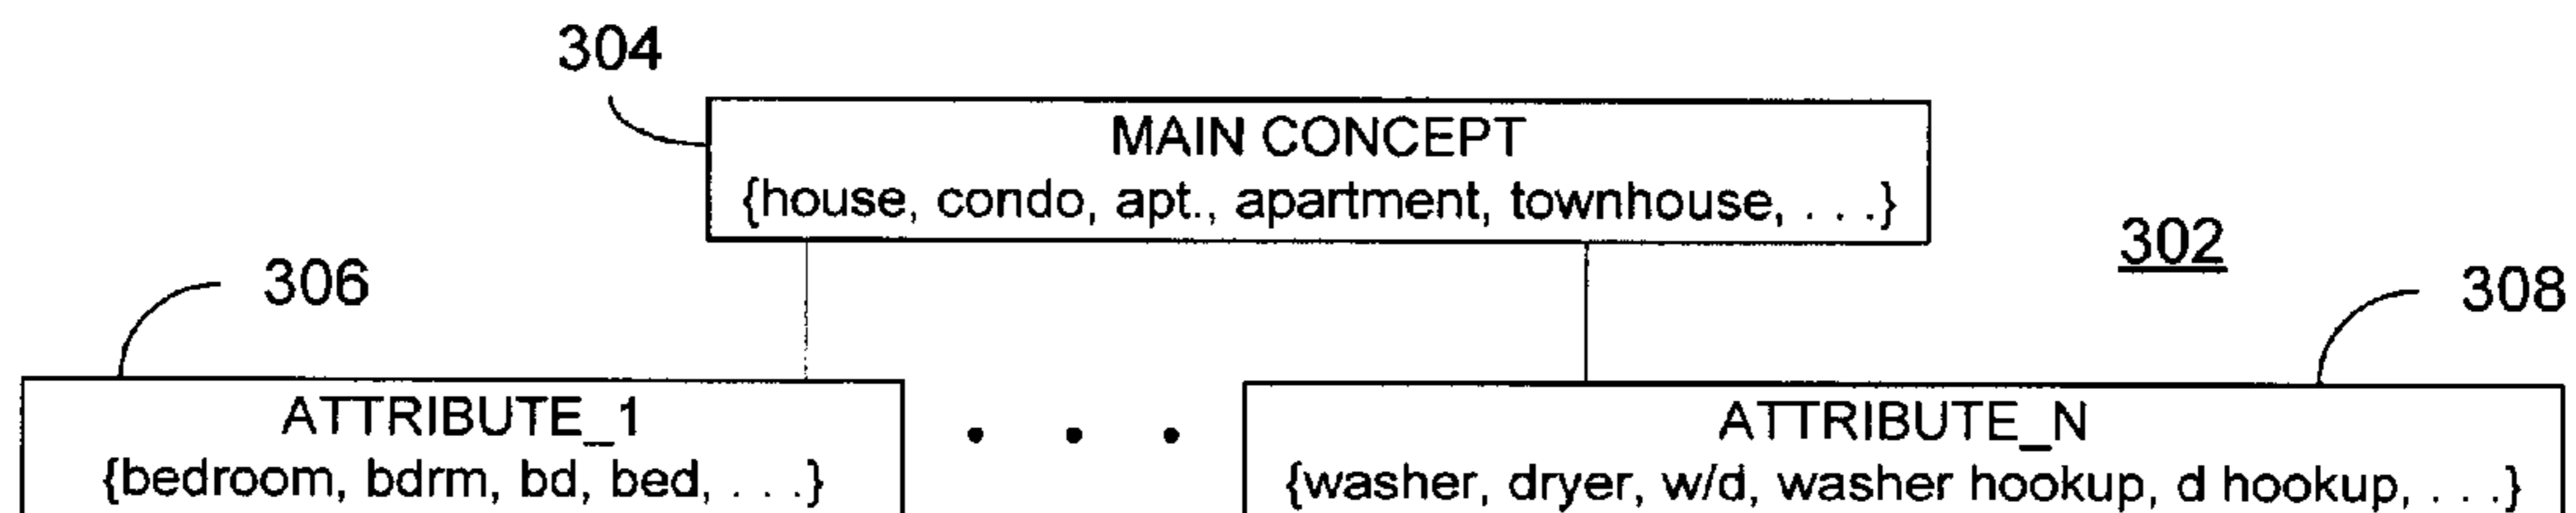 304
MAIN CONCEPT
{house, condo, apt., apartment, townhouse, . . .}
302
306
308
ATTRIBUTE_1
{bedroom, bdrm, bd, bed, . . .}
• • •
ATTRIBUTE_N
{washer, dryer, w/d, washer hookup, d hookup, . . .}